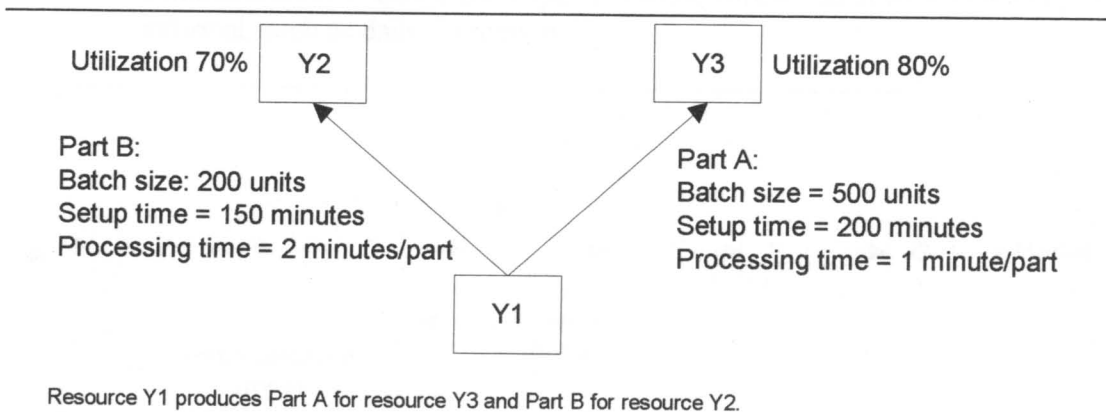 Utilization 70%
Y2
Y3
Utilization 80%
Part B:
Batch size: 200 units
Setup time = 150 minutes
Processing time = 2 minutes/part
Part A:
Batch size = 500 units
Setup time = 200 minutes
Processing time = 1 minute/part
Y1
Resource Y1 produces Part A for resource Y3 and Part B for resource Y2.